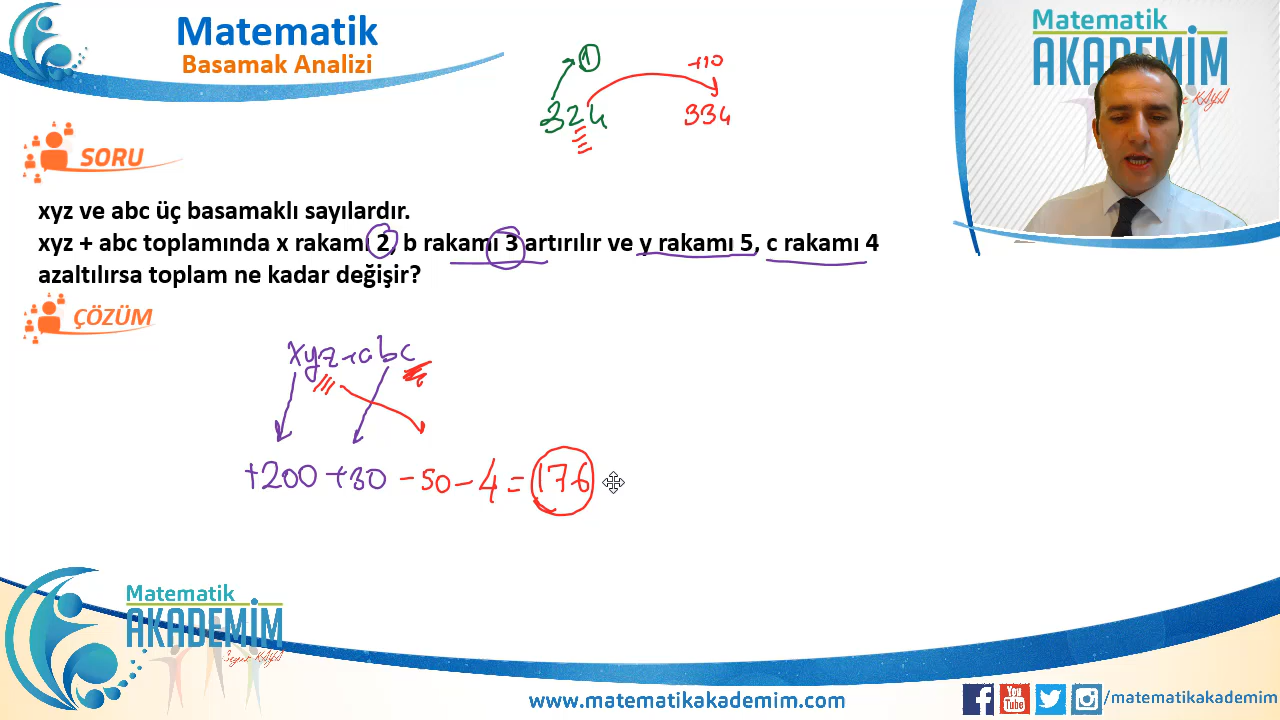 Matematik
Basamak Analizi
1
324
+10
334
Matematik
AKADEMİM
SORU
xyz ve abc üç basamaklı sayılardır.
xyz + abc toplamında x rakamı 2, b rakamı 3 artırılır ve y rakamı 5, c rakamı 4
azaltılırsa toplam ne kadar değişir?
ÇÖZÜM
xyz+abc
+200 +30 - 50 - 4 = 176
Matematik
AKADEMİM
www.matematikakademim.com
You Tube
/matematikakademim